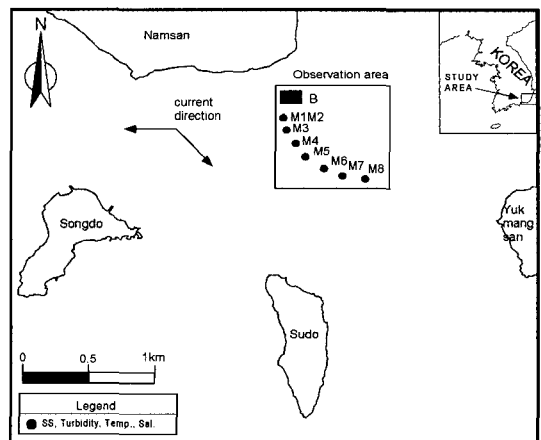 N
Namsan
KOREA
STUDY
AREA
Observation area
B
current
direction
M1M2
M3
M4
M5
M6
M7
M8
Songdo
Yuk
mang
san
Sudo
0
0.5
1km
Legend
SS, Turbidity, Temp., Sal.